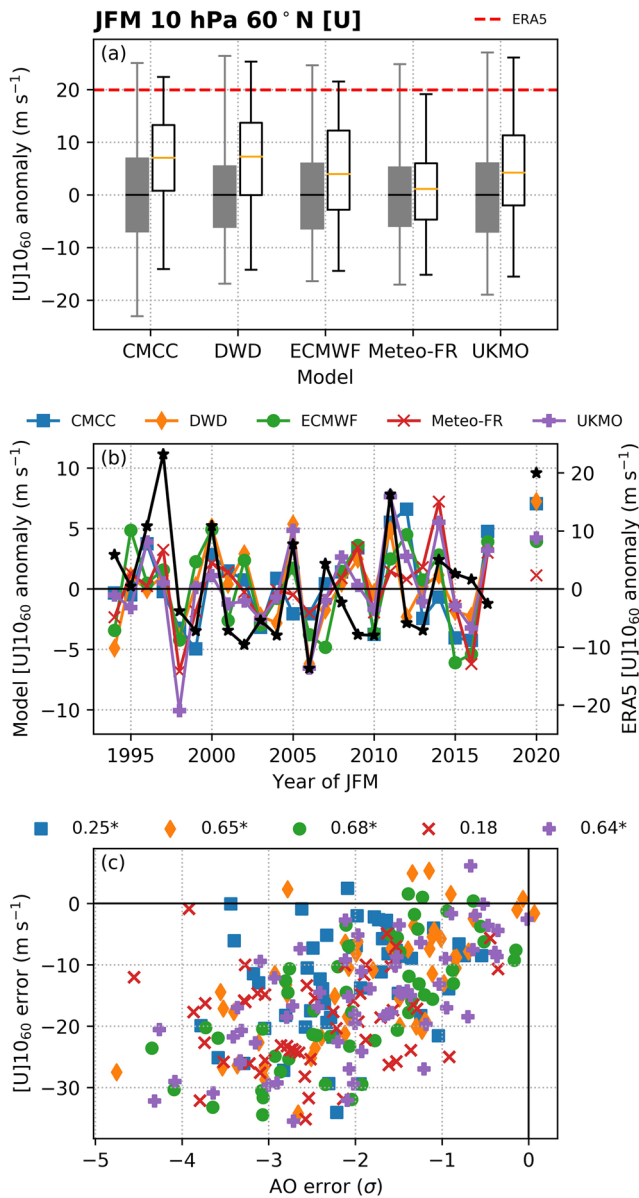 JFM 10 hPa 60°N [U]
ERA5
(a)
[U]10₆₀ anomaly (m s⁻¹)
20
10
0
−10
−20
CMCC DWD ECMWF Meteo-FR UKMO
Model
CMCC DWD ECMWF Meteo-FR UKMO
(b)
Model [U]10₆₀ anomaly (m s⁻¹)
10
5
0
−5
−10
20
10
0
−10
−20
ERA5 [U]10₆₀ anomaly (m s⁻¹)
1995 2000 2005 2010 2015 2020
Year of JFM
0.25* 0.65* 0.68* 0.18 0.64*
(c)
[U]10₆₀ error (m s⁻¹)
0
−10
−20
−30
−5 −4 −3 −2 −1 0
AO error (σ)